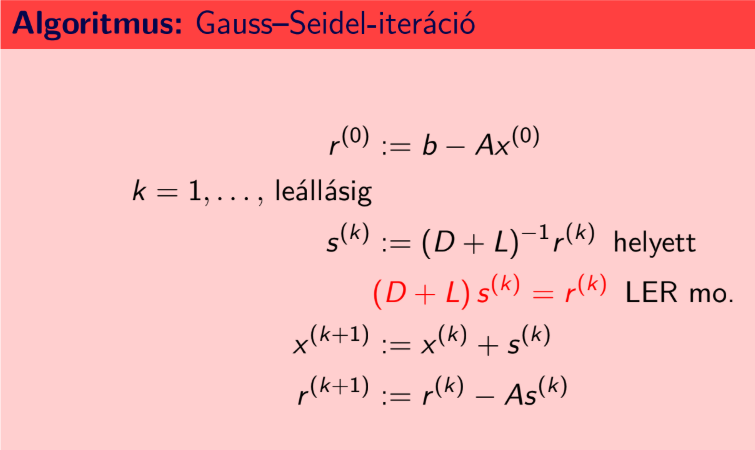 Algoritmus: Gauss–Seidel-iteráció
r^(0) := b − Ax^(0)
k = 1, . . . , leállásig
s^(k) := (D + L)^−1 r^(k) helyett
(D + L) s^(k) = r^(k) LER mo.
x^(k+1) := x^(k) + s^(k)
r^(k+1) := r^(k) − As^(k)